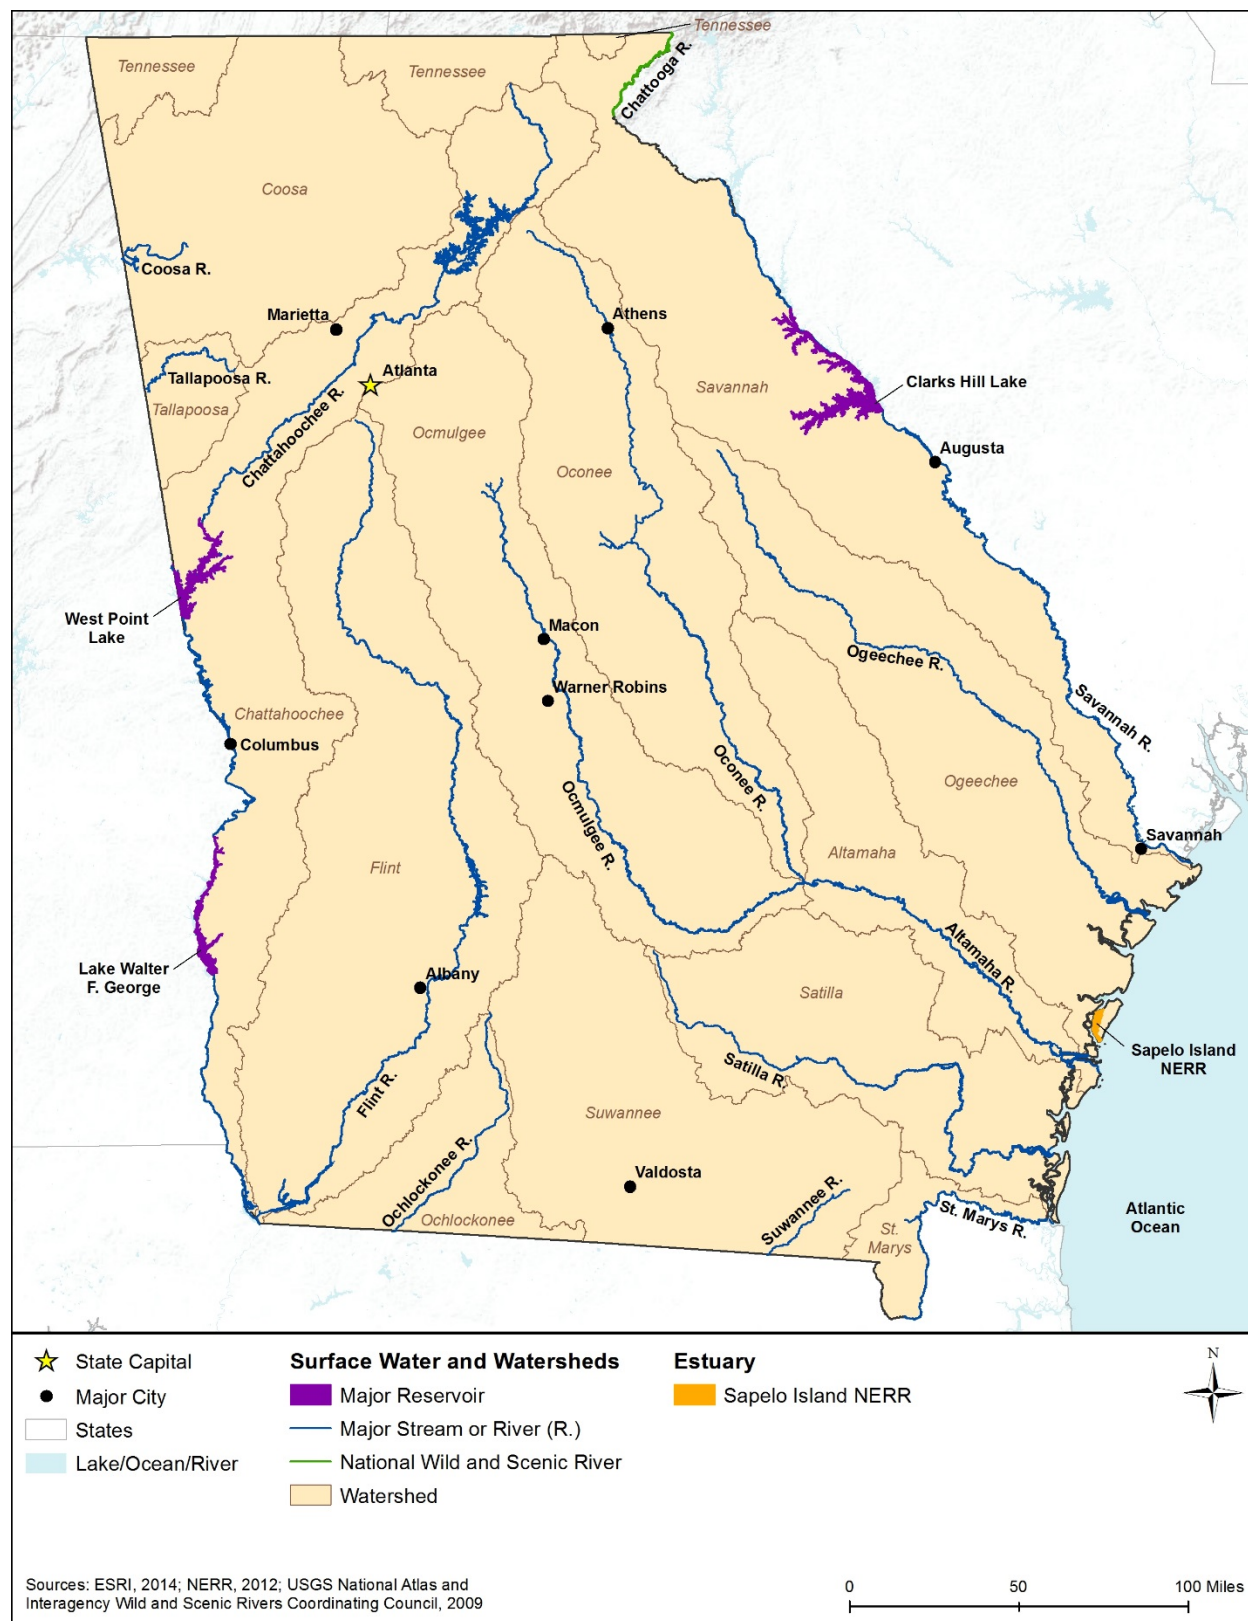 Tennessee
Tennessee
Tennessee
Chattooga R.
Coosa
Coosa R.
Marietta
Athens
Tallapoosa R.
Atlanta
Tallapoosa
Chattahoochee R.
Savannah
Clarks Hill Lake
Ocmulgee
Augusta
Oconee
West Point
Lake
Macon
Ogeechee R.
Warner Robins
Savannah R.
Chattahoochee
Columbus
Oconee R.
Ogeechee
Ocmulgee R.
Savannah
Flint
Altamaha
Lake Walter
F. George
Albany
Altamaha R.
Satilla
Sapelo Island
NERR
Satilla R.
Flint R.
Suwannee
Ochlockonee R.
Valdosta
Suwannee R.
Ochlockonee
St.
Marys
St. Marys R.
Atlantic
Ocean
State Capital
Major City
States
Lake/Ocean/River
Surface Water and Watersheds
Major Reservoir
Major Stream or River (R.)
National Wild and Scenic River
Watershed
Estuary
Sapelo Island NERR
N
Sources: ESRI, 2014; NERR, 2012; USGS National Atlas and
Interagency Wild and Scenic Rivers Coordinating Council, 2009
0 50 100 Miles